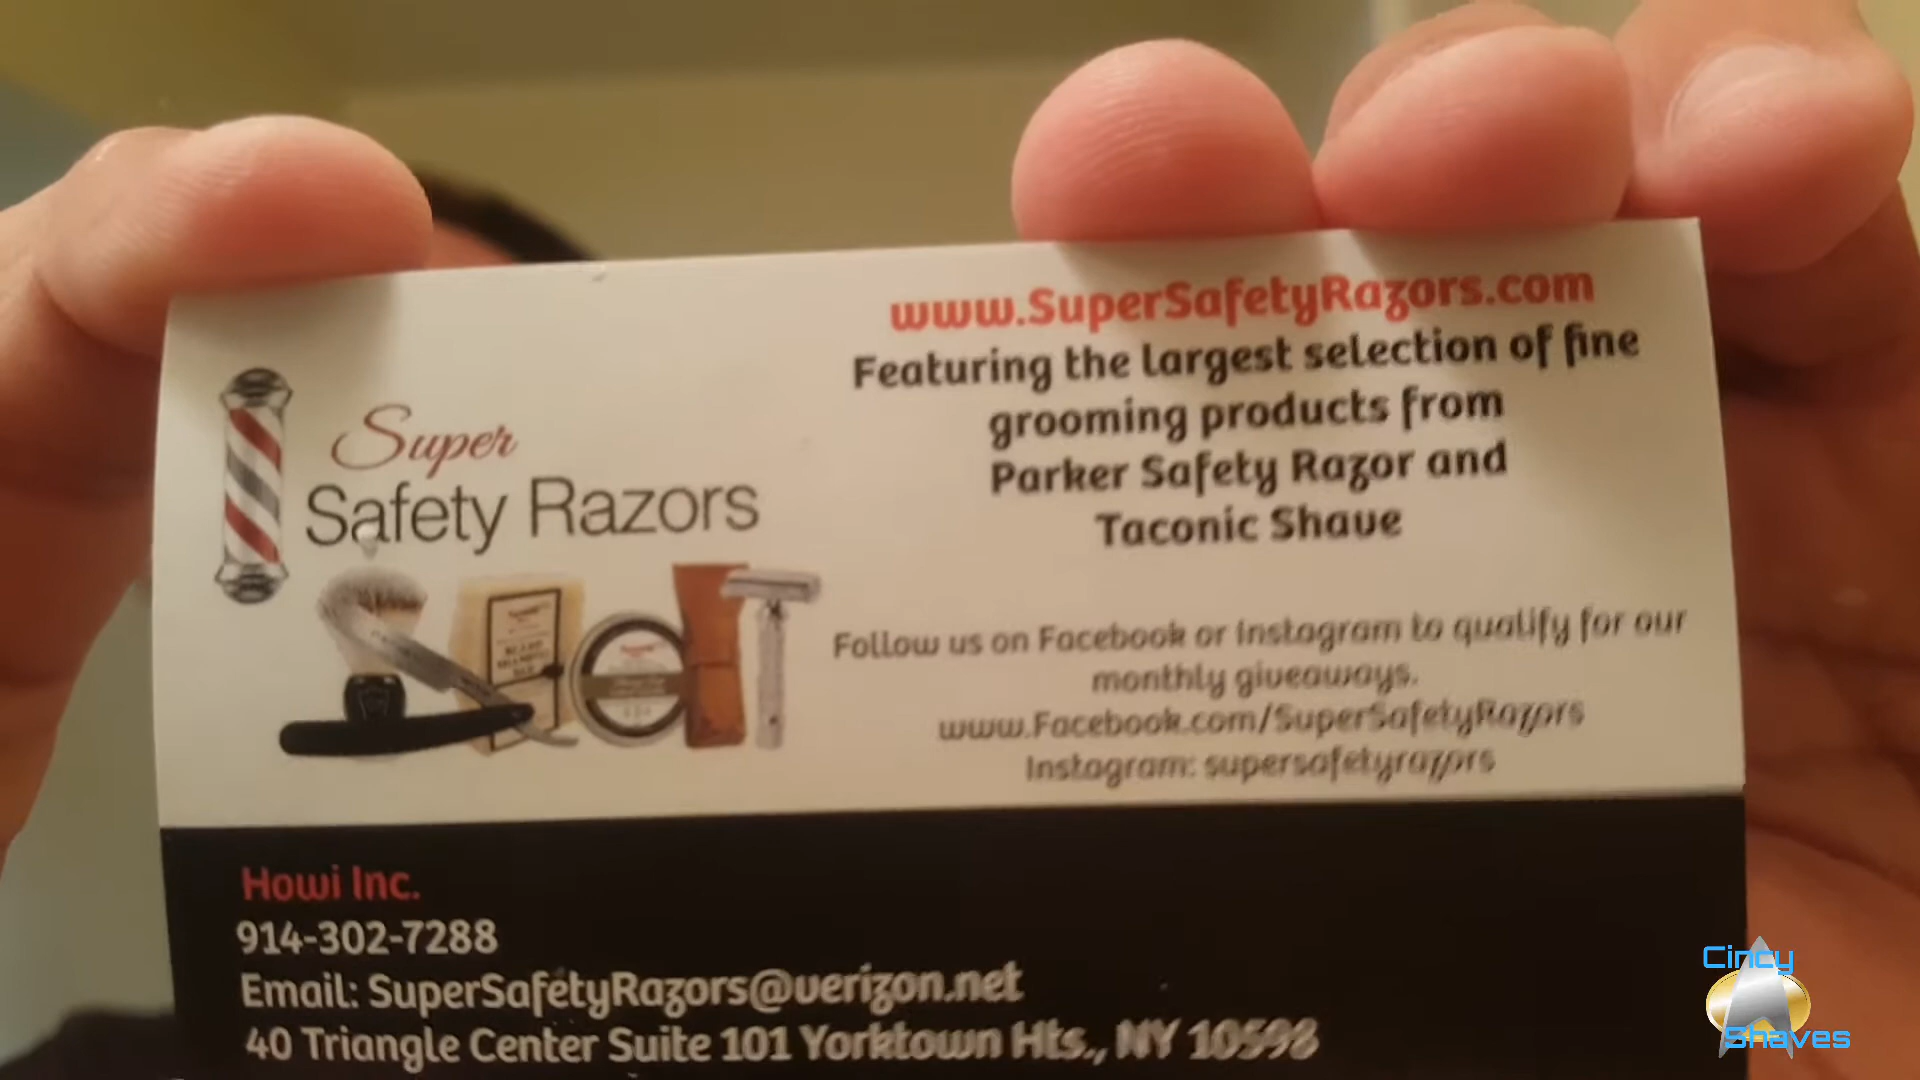 www.SuperSafetyRazors.com
Featuring the largest selection of fine
grooming products from
Parker Safety Razor and
Taconic Shave
Super
Safety Razors
Follow us on Facebook or Instagram to qualify for our
monthly giveaways.
www.Facebook.com/SuperSafetyRazors
Instagram: supersafetyrazors
Howi Inc.
914-302-7288
Email: SuperSafetyRazors@verizon.net
40 Triangle Center Suite 101 Yorktown Hts., NY 10598
Cincy
Shaves